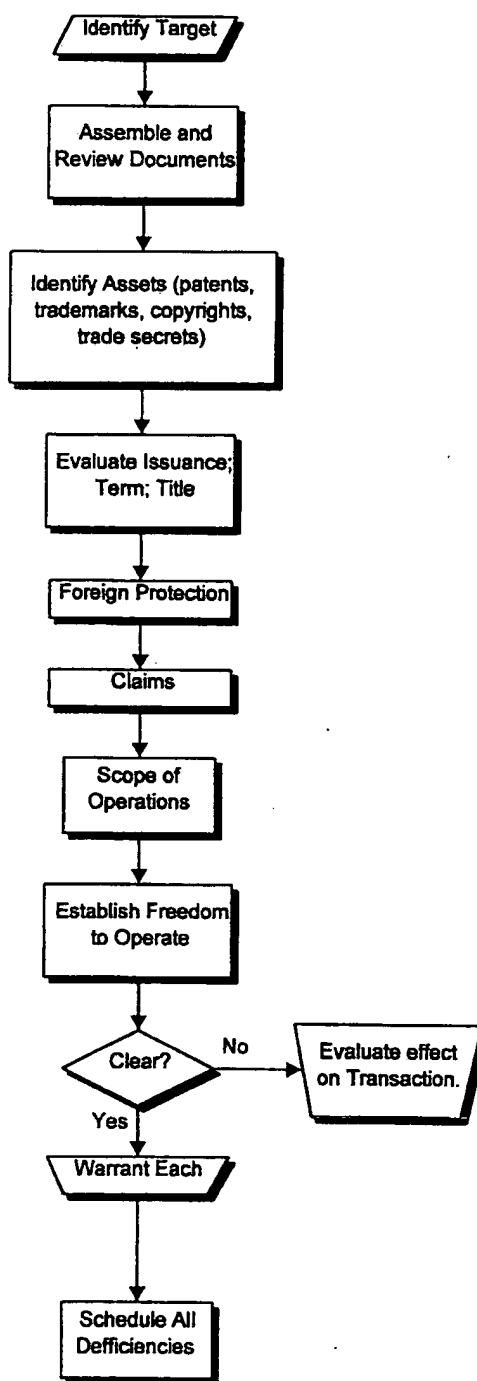 Identify Target
Assemble and
Review Documents
Identify Assets (patents,
trademarks, copyrights,
trade secrets)
Evaluate Issuance;
Term; Title
Foreign Protection
Claims
Scope of
Operations
Establish Freedom
to Operate
Clear?
No
Evaluate effect
on Transaction.
Yes
Warrant Each
Schedule All
Defficiencies